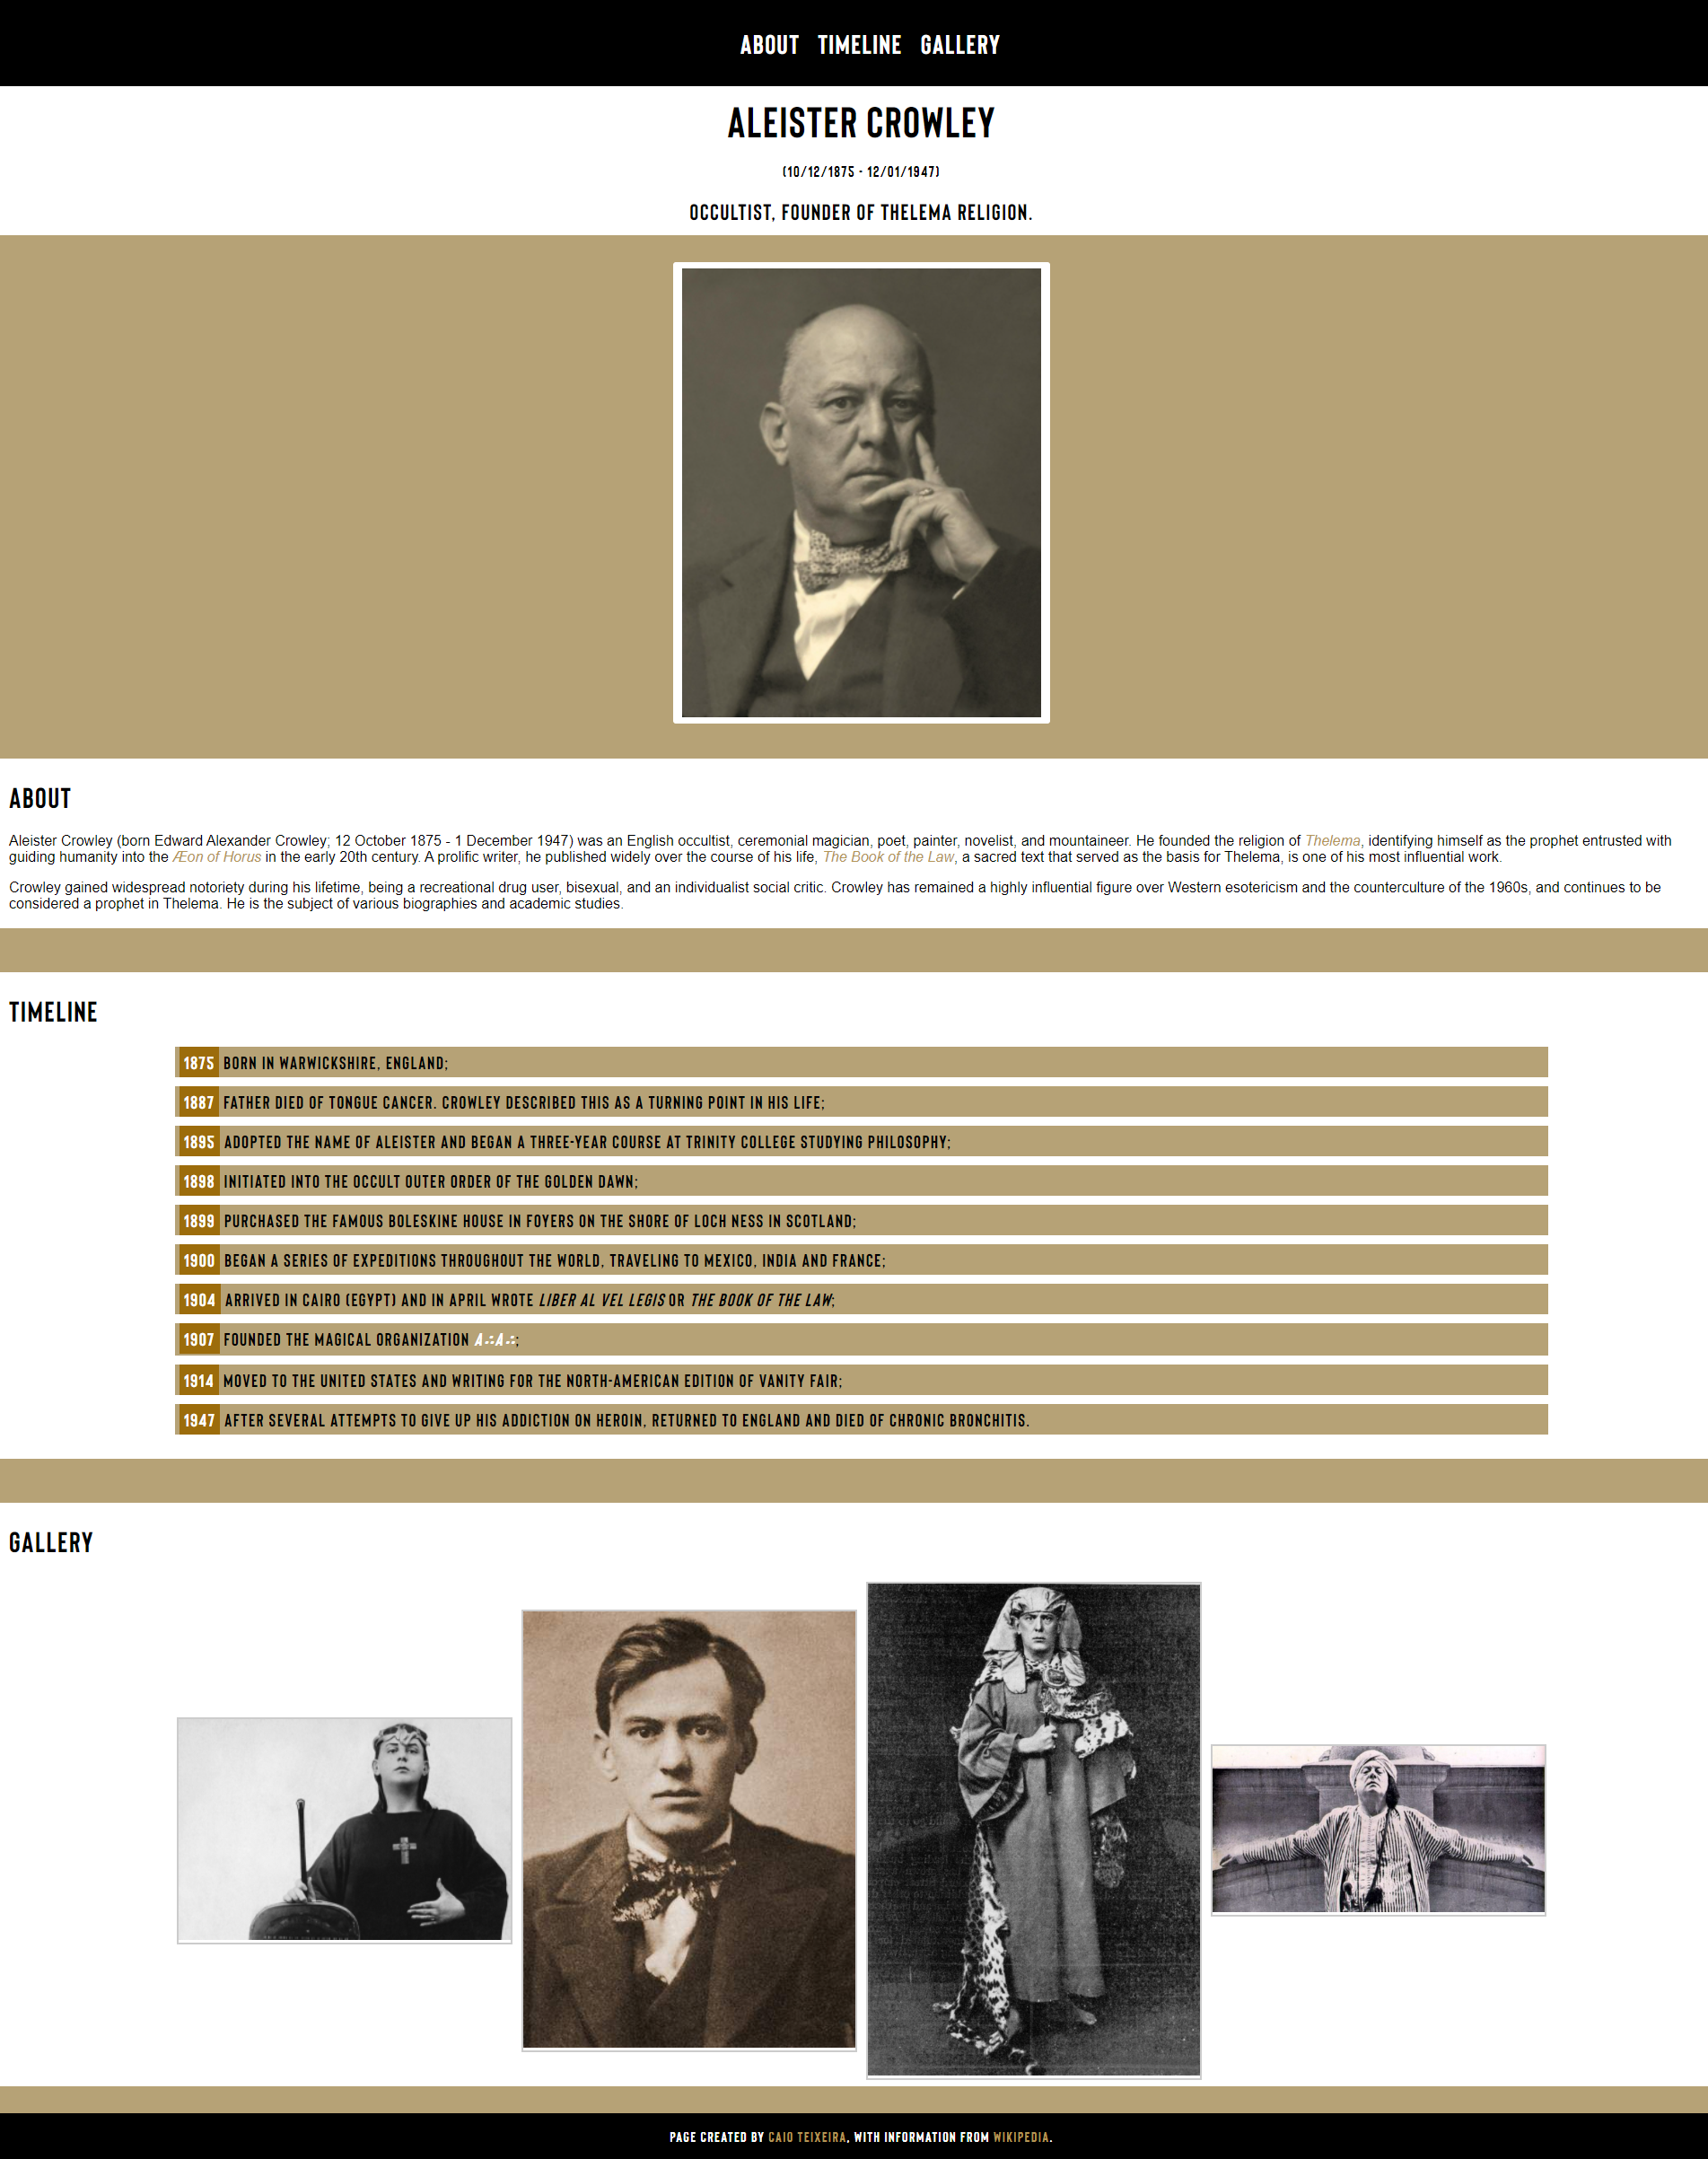 ABOUT TIMELINE GALLERY
ALEISTER CROWLEY
(10/12/1875 - 12/01/1947)
OCCULTIST, FOUNDER OF THELEMA RELIGION.
ABOUT
Aleister Crowley (born Edward Alexander Crowley; 12 October 1875 - 1 December 1947) was an English occultist, ceremonial magician, poet, painter, novelist, and mountaineer. He founded the religion of Thelema, identifying himself as the prophet entrusted with
guiding humanity into the Æon of Horus in the early 20th century. A prolific writer, he published widely over the course of his life, The Book of the Law, a sacred text that served as the basis for Thelema, is one of his most influential work.
Crowley gained widespread notoriety during his lifetime, being a recreational drug user, bisexual, and an individualist social critic. Crowley has remained a highly influential figure over Western esotericism and the counterculture of the 1960s, and continues to be
considered a prophet in Thelema. He is the subject of various biographies and academic studies.
TIMELINE
1875 BORN IN WARWICKSHIRE, ENGLAND;
1887 FATHER DIED OF TONGUE CANCER. CROWLEY DESCRIBED THIS AS A TURNING POINT IN HIS LIFE;
1895 ADOPTED THE NAME OF ALEISTER AND BEGAN A THREE-YEAR COURSE AT TRINITY COLLEGE STUDYING PHILOSOPHY;
1898 INITIATED INTO THE OCCULT OUTER ORDER OF THE GOLDEN DAWN;
1899 PURCHASED THE FAMOUS BOLESKINE HOUSE IN FOYERS ON THE SHORE OF LOCH NESS IN SCOTLAND;
1900 BEGAN A SERIES OF EXPEDITIONS THROUGHOUT THE WORLD, TRAVELING TO MEXICO, INDIA AND FRANCE;
1904 ARRIVED IN CAIRO (EGYPT) AND IN APRIL WROTE LIBER AL VEL LEGIS OR THE BOOK OF THE LAW;
1907 FOUNDED THE MAGICAL ORGANIZATION A∴A∴;
1914 MOVED TO THE UNITED STATES AND WRITING FOR THE NORTH-AMERICAN EDITION OF VANITY FAIR;
1947 AFTER SEVERAL ATTEMPTS TO GIVE UP HIS ADDICTION ON HEROIN, RETURNED TO ENGLAND AND DIED OF CHRONIC BRONCHITIS.
GALLERY
PAGE CREATED BY CAIO TEIXEIRA, WITH INFORMATION FROM WIKIPEDIA.